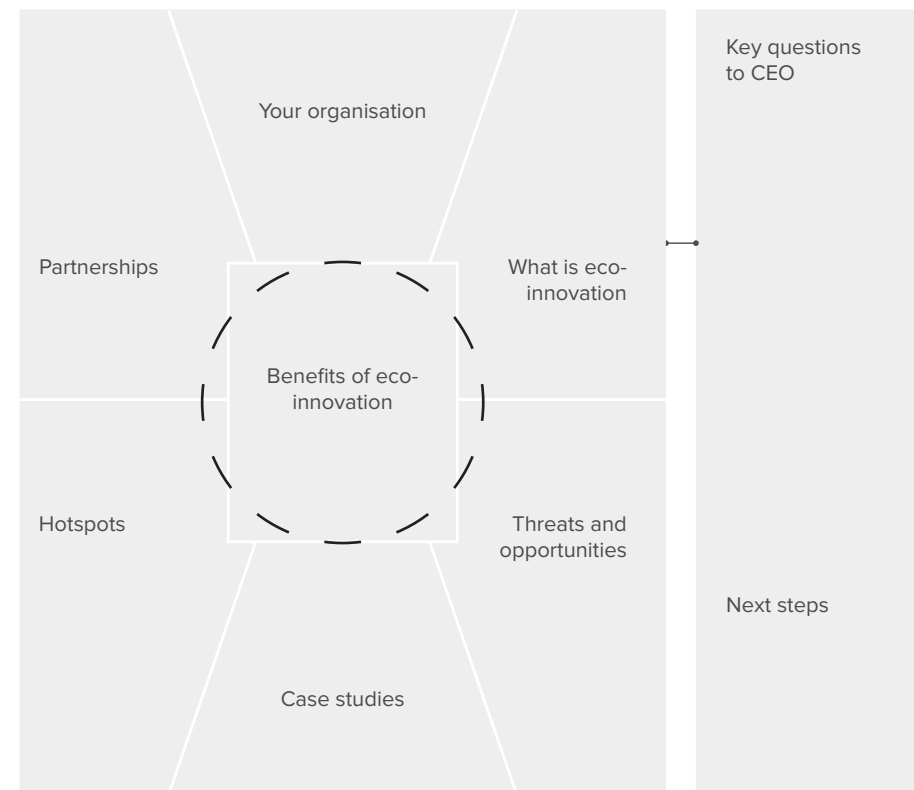 Your organisation
Partnerships
What is eco-
innovation
Benefits of eco-
innovation
Hotspots
Threats and
opportunities
Case studies
Key questions
to CEO
Next steps